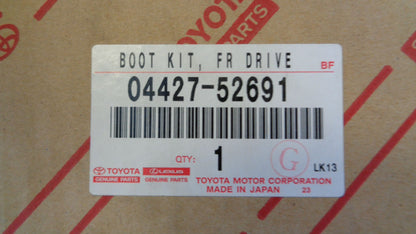 TOYOTA
BOOT KIT, FR DRIVE
BF
04427-52691
QTY: 1
G
LK13
TOYOTA LEXUS
GENUINE PARTS GENUINE PARTS
TOYOTA MOTOR CORPORATION
MADE IN JAPAN 23